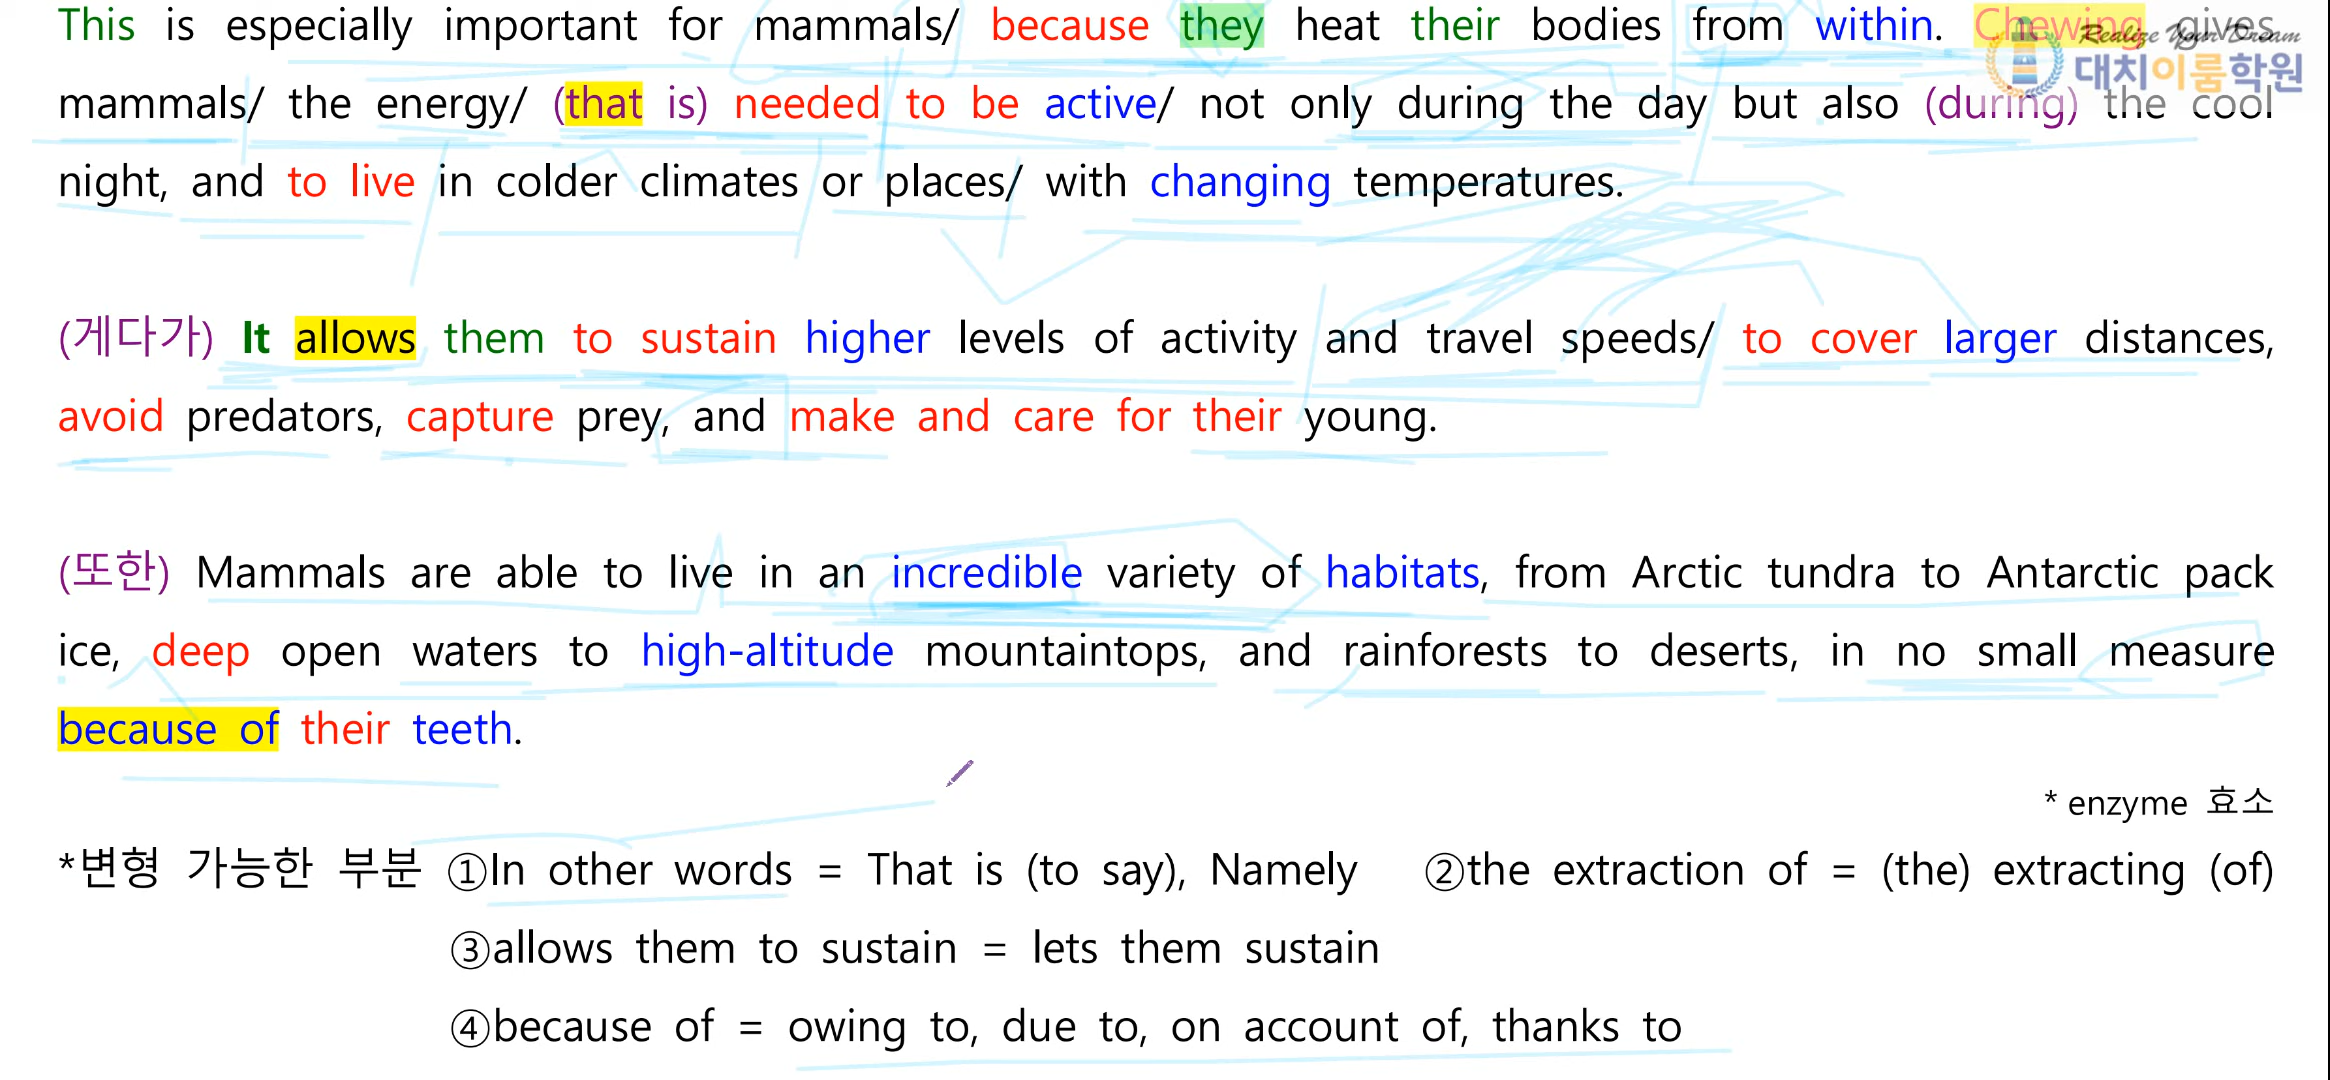 This is especially important for mammals/ because they heat their bodies from within. Chewing gives
Realize Your Dream
대치이룸학원
mammals/ the energy/ (that is) needed to be active/ not only during the day but also (during) the cool
night, and to live in colder climates or places/ with changing temperatures.
(게다가) It allows them to sustain higher levels of activity and travel speeds/ to cover larger distances,
avoid predators, capture prey, and make and care for their young.
(또한) Mammals are able to live in an incredible variety of habitats, from Arctic tundra to Antarctic pack
ice, deep open waters to high-altitude mountaintops, and rainforests to deserts, in no small measure
because of their teeth.
* enzyme 효소
*변형 가능한 부분 ①In other words = That is (to say), Namely ②the extraction of = (the) extracting (of)
③allows them to sustain = lets them sustain
④because of = owing to, due to, on account of, thanks to